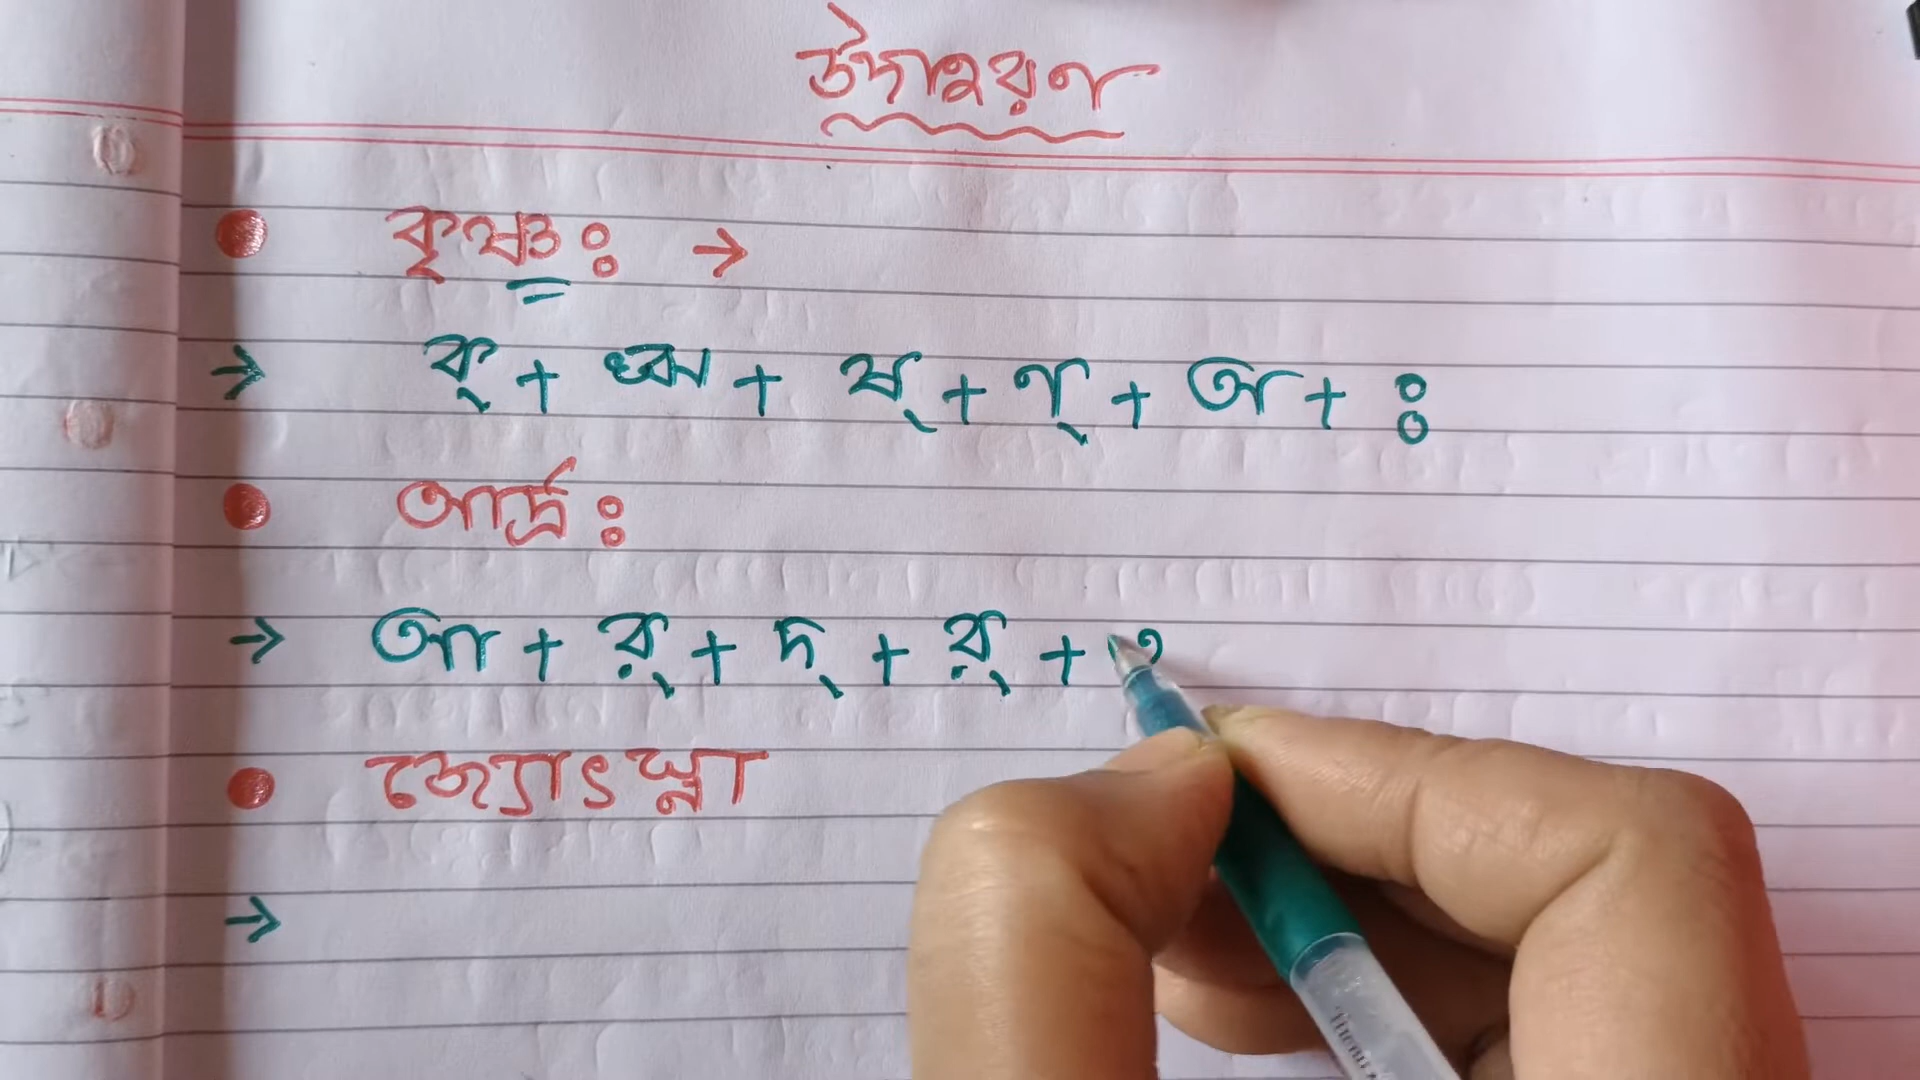 উদাহরণ
কৃষ্ণঃ →
→ ক্ + ঋ + ষ্ + ণ্ + অ + ঃ
আর্দ্রঃ
→ আ + র্ + দ্ + র্ +
জ্যোৎস্না
→